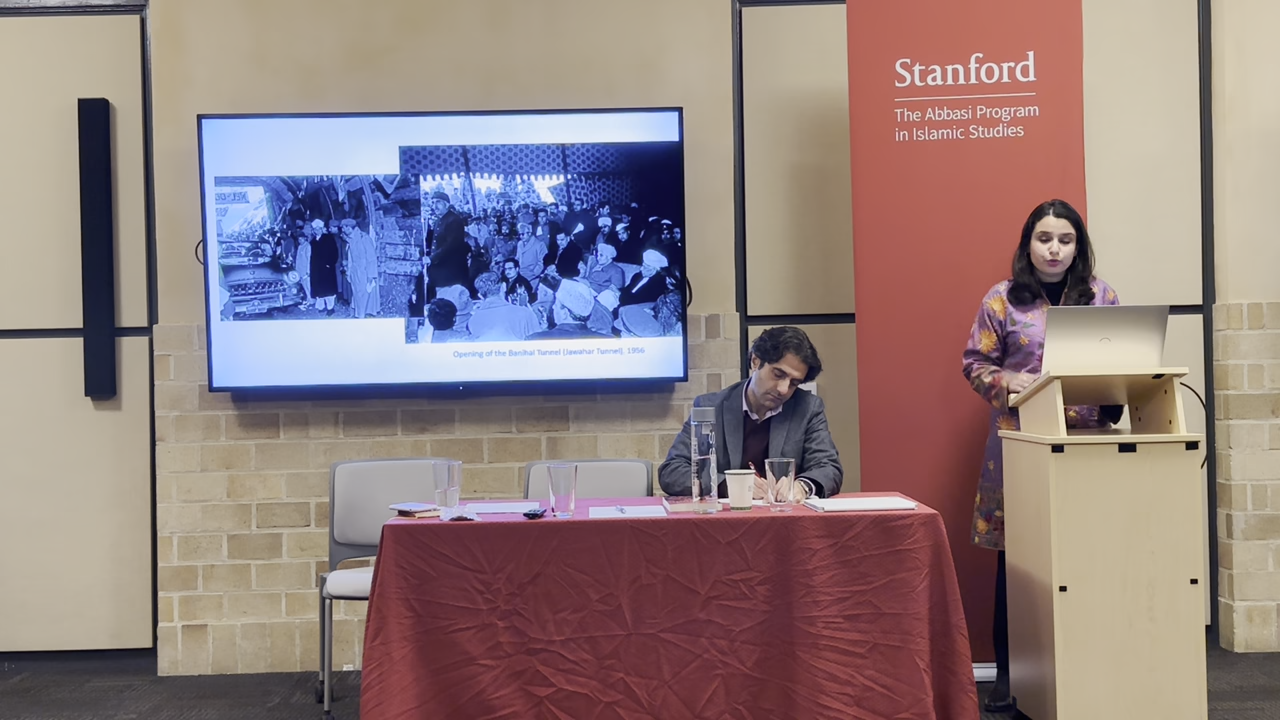 Stanford
The Abbasi Program
in Islamic Studies
Opening of the Banihal Tunnel (Jawahar Tunnel), 1956